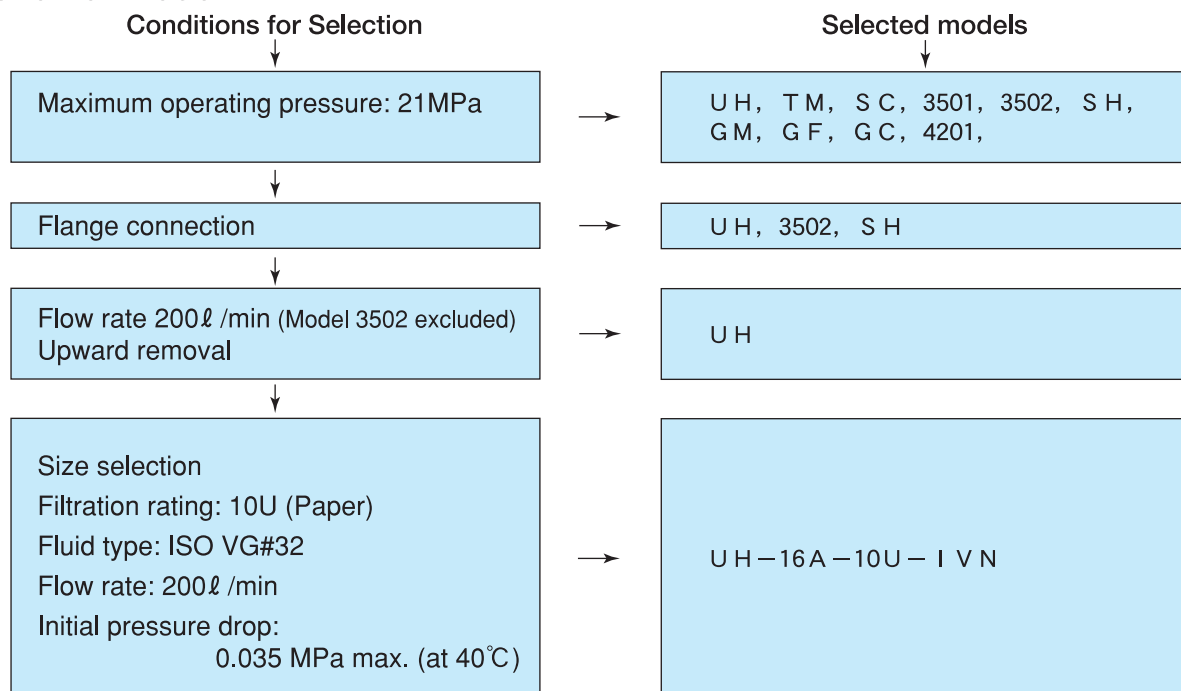 Conditions for Selection
Selected models
Maximum operating pressure: 21MPa
UH, TM, SC, 3501, 3502, SH,
GM, GF, GC, 4201,
Flange connection
UH, 3502, SH
Flow rate 200ℓ/min (Model 3502 excluded)
Upward removal
UH
Size selection
Filtration rating: 10U (Paper)
Fluid type: ISO VG#32
Flow rate: 200ℓ/min
Initial pressure drop:
0.035 MPa max. (at 40℃)
UH-16A-10U-IVN